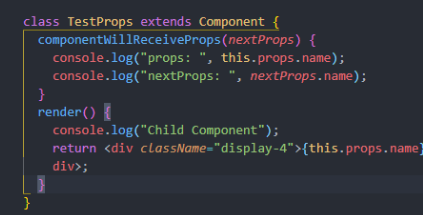 class TestProps extends Component {
componentWillReceiveProps(nextProps) {
console.log("props: ", this.props.name);
console.log("nextProps: ", nextProps.name);
}
render() {
console.log("Child Component");
return <div className="display-4">{this.props.name}
div>;
}
}